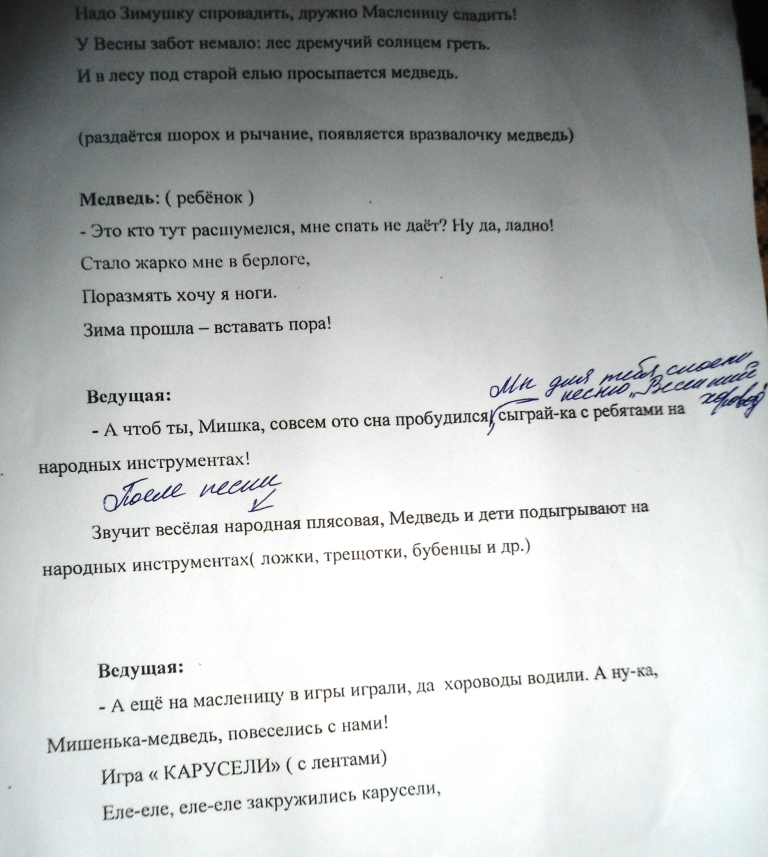 Надо Зимушку спровадить, дружно Масленицу сладить!
У Весны забот немало: лес дремучий солнцем греть.
И в лесу под старой елью просыпается медведь.
(раздаётся шорох и рычание, появляется вразвалочку медведь)
Медведь: ( ребёнок )
- Это кто тут расшумелся, мне спать не даёт? Ну да, ладно!
Стало жарко мне в берлоге,
Поразмять хочу я ноги.
Зима прошла – вставать пора!
Мы для тебя споем
песню „Весенний
хоровод"
Ведущая:
- А чтоб ты, Мишка, совсем ото сна пробудился, сыграй-ка с ребятами на
народных инструментах!
После песни
Звучит весёлая народная плясовая, Медведь и дети подыгрывают на
народных инструментах( ложки, трещотки, бубенцы и др.)
Ведущая:
- А ещё на масленицу в игры играли, да хороводы водили. А ну-ка,
Мишенька-медведь, повеселись с нами!
Игра « КАРУСЕЛИ» ( с лентами)
Еле-еле, еле-еле закружились карусели,